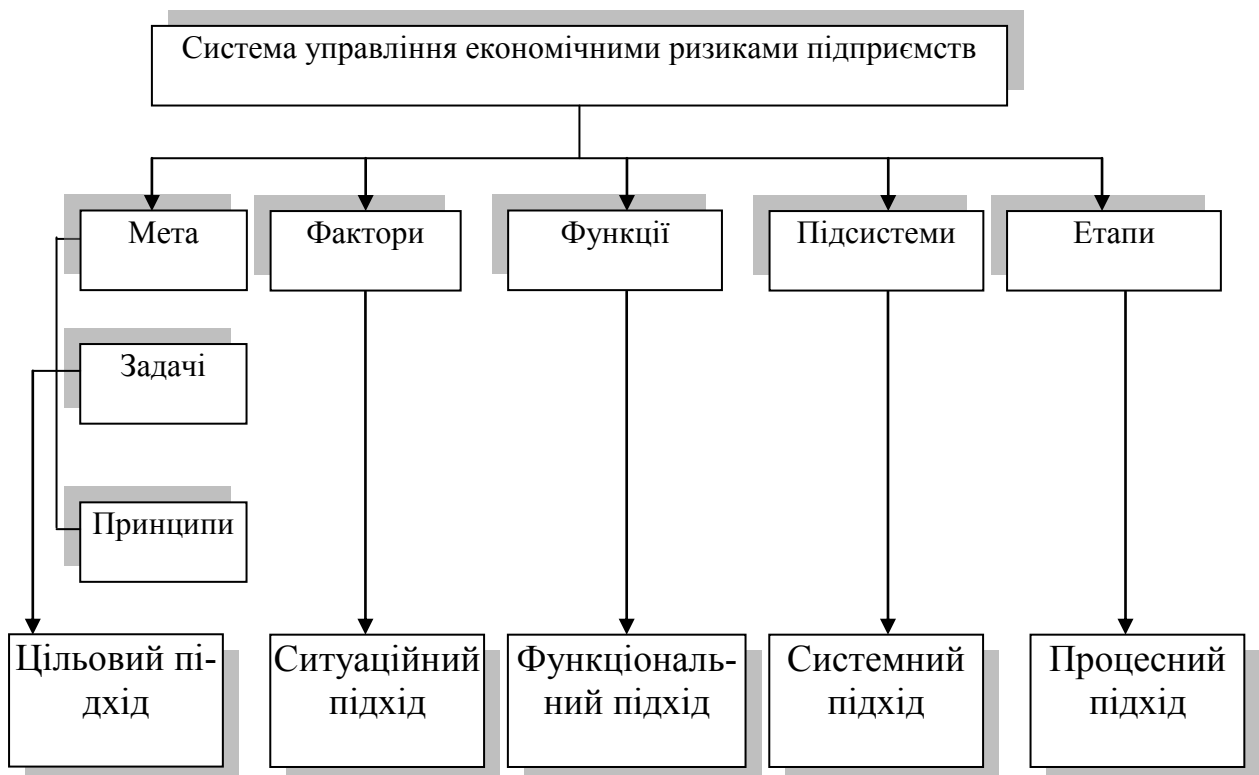 Система управління економічними ризиками підприємств
Мета
Фактори
Функції
Підсистеми
Етапи
Задачі
Принципи
Цільовий пі-
дхід
Ситуаційний
підхід
Функціональ-
ний підхід
Системний
підхід
Процесний
підхід